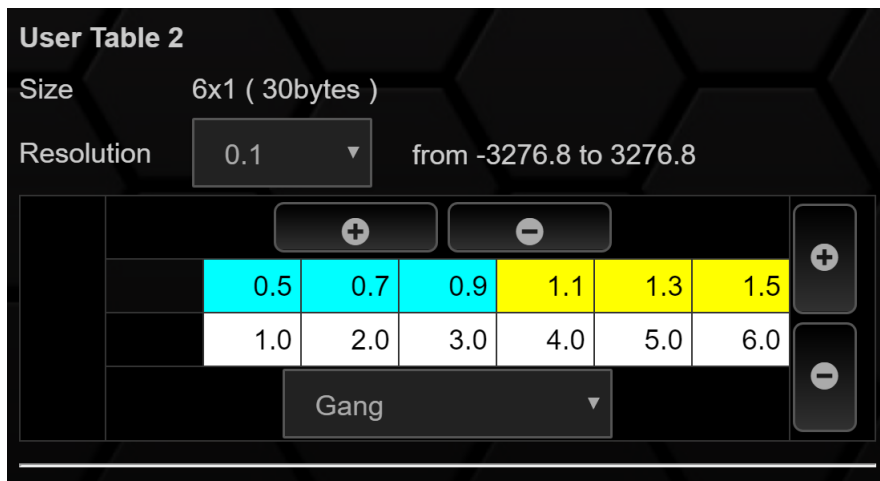 User Table 2
Size 6x1 ( 30bytes )
Resolution 0.1 from -3276.8 to 3276.8
0.5 0.7 0.9 1.1 1.3 1.5
1.0 2.0 3.0 4.0 5.0 6.0
Gang